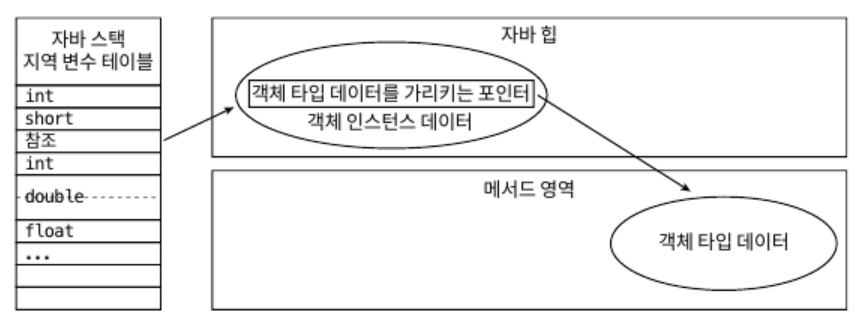 자바 스택
지역 변수 테이블
int
short
참조
int
double
float
...
자바 힙
객체 타입 데이터를 가리키는 포인터
객체 인스턴스 데이터
메서드 영역
객체 타입 데이터